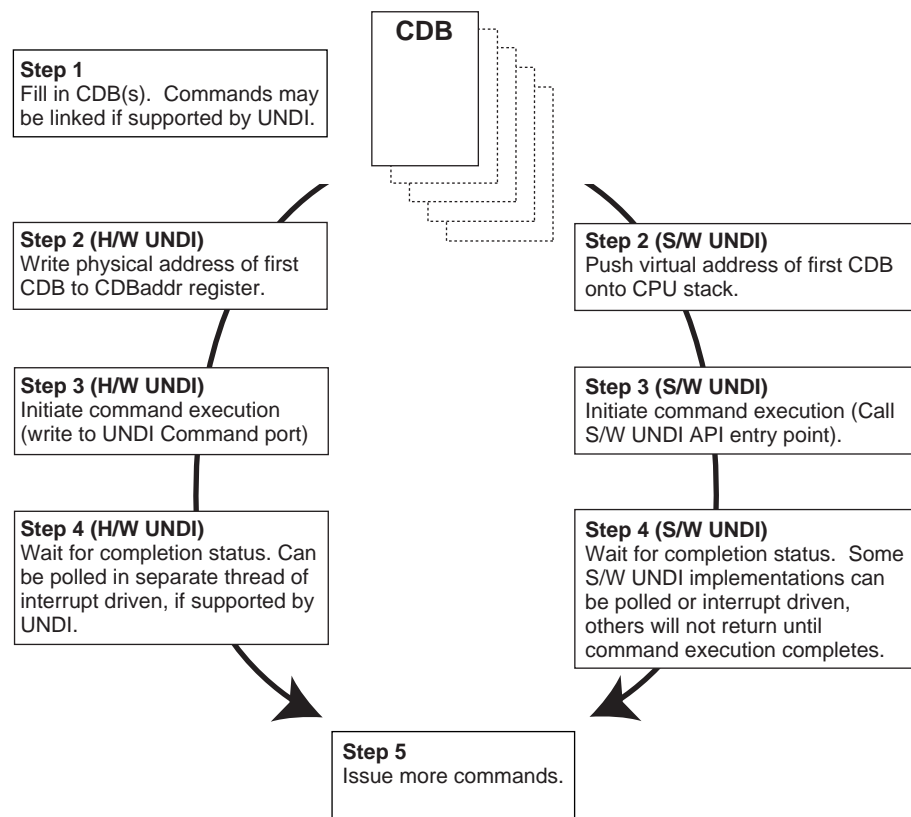 CDB
Step 1
Fill in CDB(s).  Commands may
be linked if supported by UNDI.
Step 2 (H/W UNDI)
Write physical address of first
CDB to CDBaddr register.
Step 3 (H/W UNDI)
Initiate command execution
(write to UNDI Command port)
Step 4 (H/W UNDI)
Wait for completion status. Can
be polled in separate thread of
interrupt driven, if supported by
UNDI.
Step 2 (S/W UNDI)
Push virtual address of first CDB
onto CPU stack.
Step 3 (S/W UNDI)
Initiate command execution (Call
S/W UNDI API entry point).
Step 4 (S/W UNDI)
Wait for completion status.  Some
S/W UNDI implementations can
be polled or interrupt driven,
others will not return until
command execution completes.
Step 5
Issue more commands.